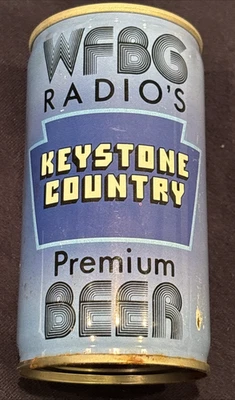 WFBG
RADIO'S
KEYSTONE
COUNTRY
Premium
BEER